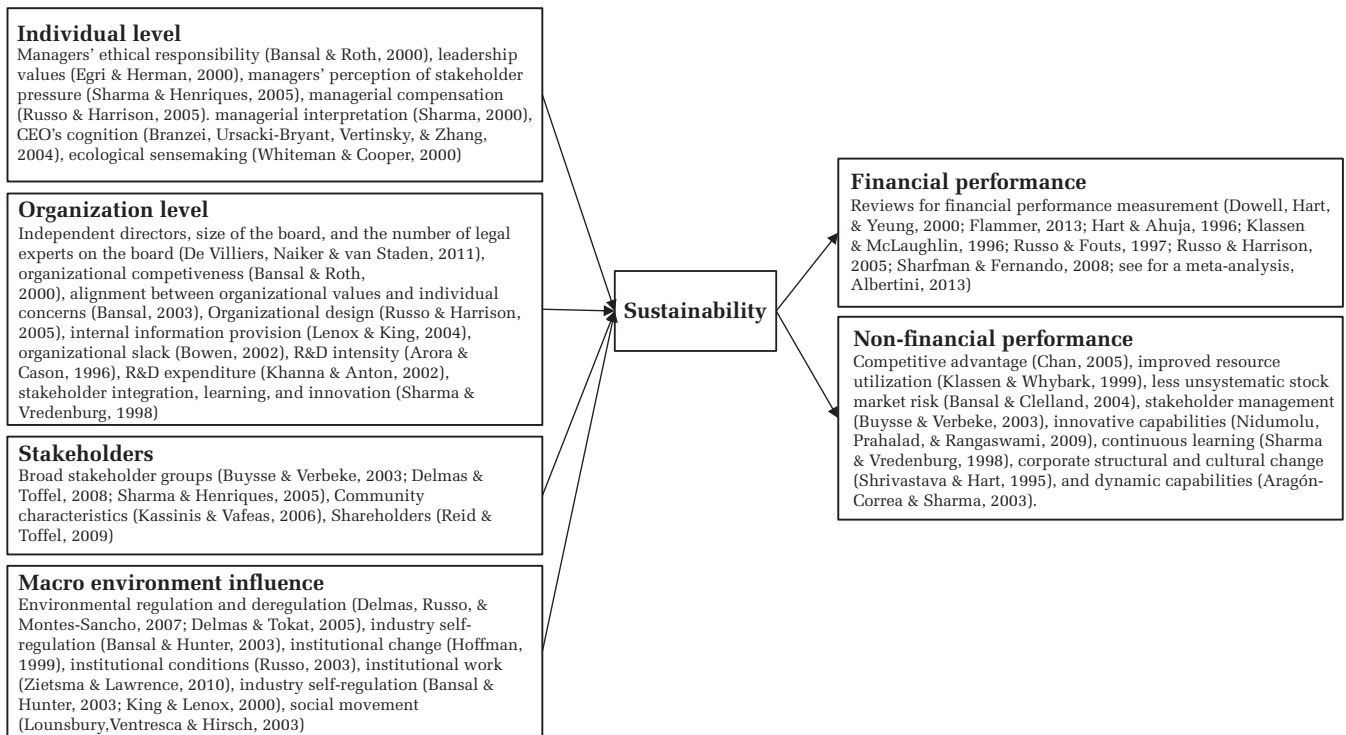 Individual level
Managers' ethical responsibility (Bansal & Roth, 2000), leadership
values (Egri & Herman, 2000), managers' perception of stakeholder
pressure (Sharma & Henriques, 2005), managerial compensation
(Russo & Harrison, 2005). managerial interpretation (Sharma, 2000),
CEO's cognition (Branzei, Ursacki-Bryant, Vertinsky, & Zhang,
2004), ecological sensemaking (Whiteman & Cooper, 2000)
Organization level
Independent directors, size of the board, and the number of legal
experts on the board (De Villiers, Naiker & van Staden, 2011),
organizational competiveness (Bansal & Roth,
2000), alignment between organizational values and individual
concerns (Bansal, 2003), Organizational design (Russo & Harrison,
2005), internal information provision (Lenox & King, 2004),
organizational slack (Bowen, 2002), R&D intensity (Arora &
Cason, 1996), R&D expenditure (Khanna & Anton, 2002),
stakeholder integration, learning, and innovation (Sharma &
Vredenburg, 1998)
Stakeholders
Broad stakeholder groups (Buysse & Verbeke, 2003; Delmas &
Toffel, 2008; Sharma & Henriques, 2005), Community
characteristics (Kassinis & Vafeas, 2006), Shareholders (Reid &
Toffel, 2009)
Macro environment influence
Environmental regulation and deregulation (Delmas, Russo, &
Montes-Sancho, 2007; Delmas & Tokat, 2005), industry self-
regulation (Bansal & Hunter, 2003), institutional change (Hoffman,
1999), institutional conditions (Russo, 2003), institutional work
(Zietsma & Lawrence, 2010), industry self-regulation (Bansal &
Hunter, 2003; King & Lenox, 2000), social movement
(Lounsbury,Ventresca & Hirsch, 2003)
Sustainability
Financial performance
Reviews for financial performance measurement (Dowell, Hart,
& Yeung, 2000; Flammer, 2013; Hart & Ahuja, 1996; Klassen
& McLaughlin, 1996; Russo & Fouts, 1997; Russo & Harrison,
2005; Sharfman & Fernando, 2008; see for a meta-analysis,
Albertini, 2013)
Non-financial performance
Competitive advantage (Chan, 2005), improved resource
utilization (Klassen & Whybark, 1999), less unsystematic stock
market risk (Bansal & Clelland, 2004), stakeholder management
(Buysse & Verbeke, 2003), innovative capabilities (Nidumolu,
Prahalad, & Rangaswami, 2009), continuous learning (Sharma
& Vredenburg, 1998), corporate structural and cultural change
(Shrivastava & Hart, 1995), and dynamic capabilities (Aragón-
Correa & Sharma, 2003).